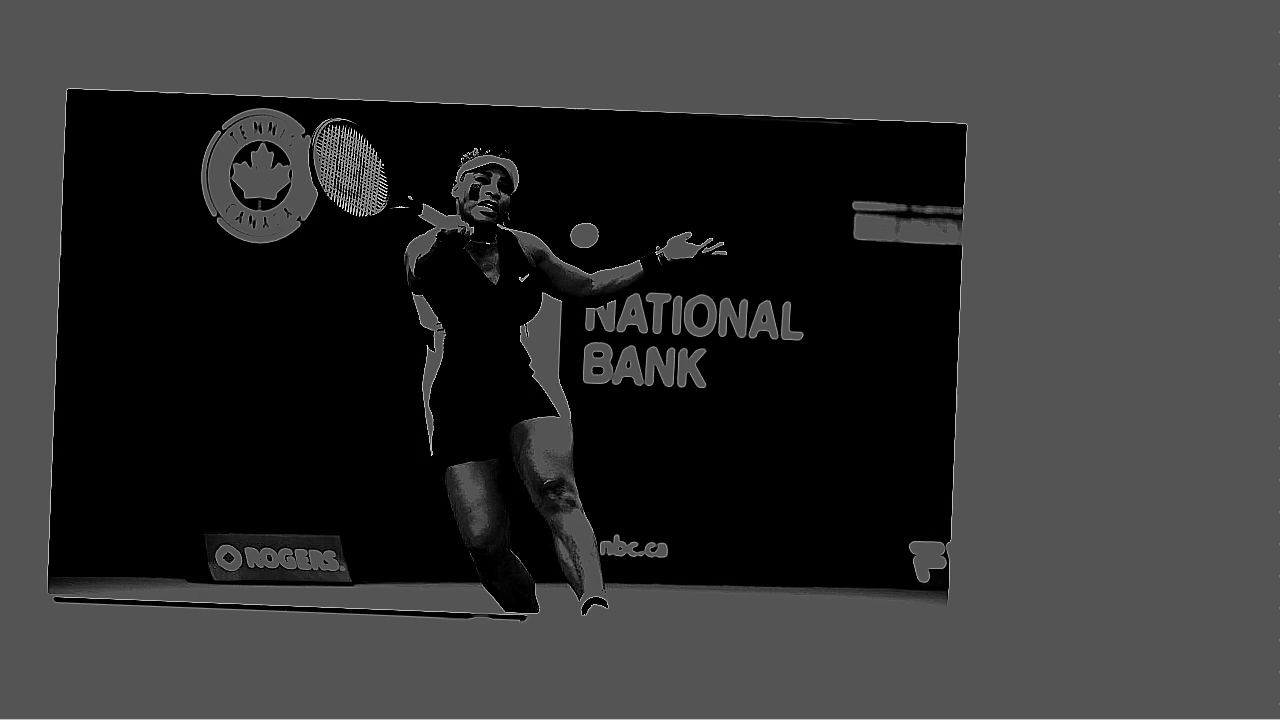 TENNIS
CANADA
NATIONAL
BANK
nbc.ca
ROGERS